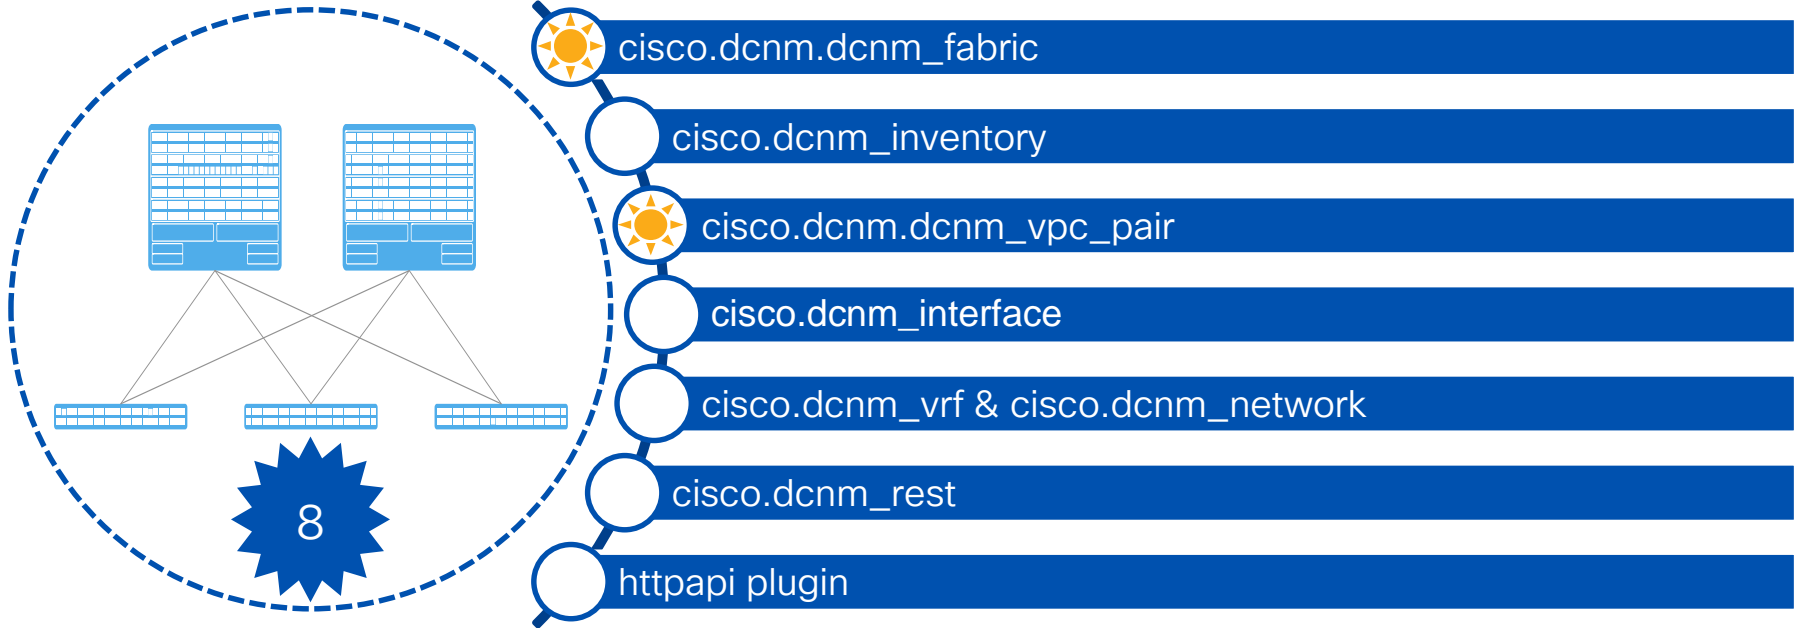 cisco.dcnm.dcnm_fabric
cisco.dcnm_inventory
cisco.dcnm.dcnm_vpc_pair
cisco.dcnm_interface
cisco.dcnm_vrf & cisco.dcnm_network
cisco.dcnm_rest
httpapi plugin
8